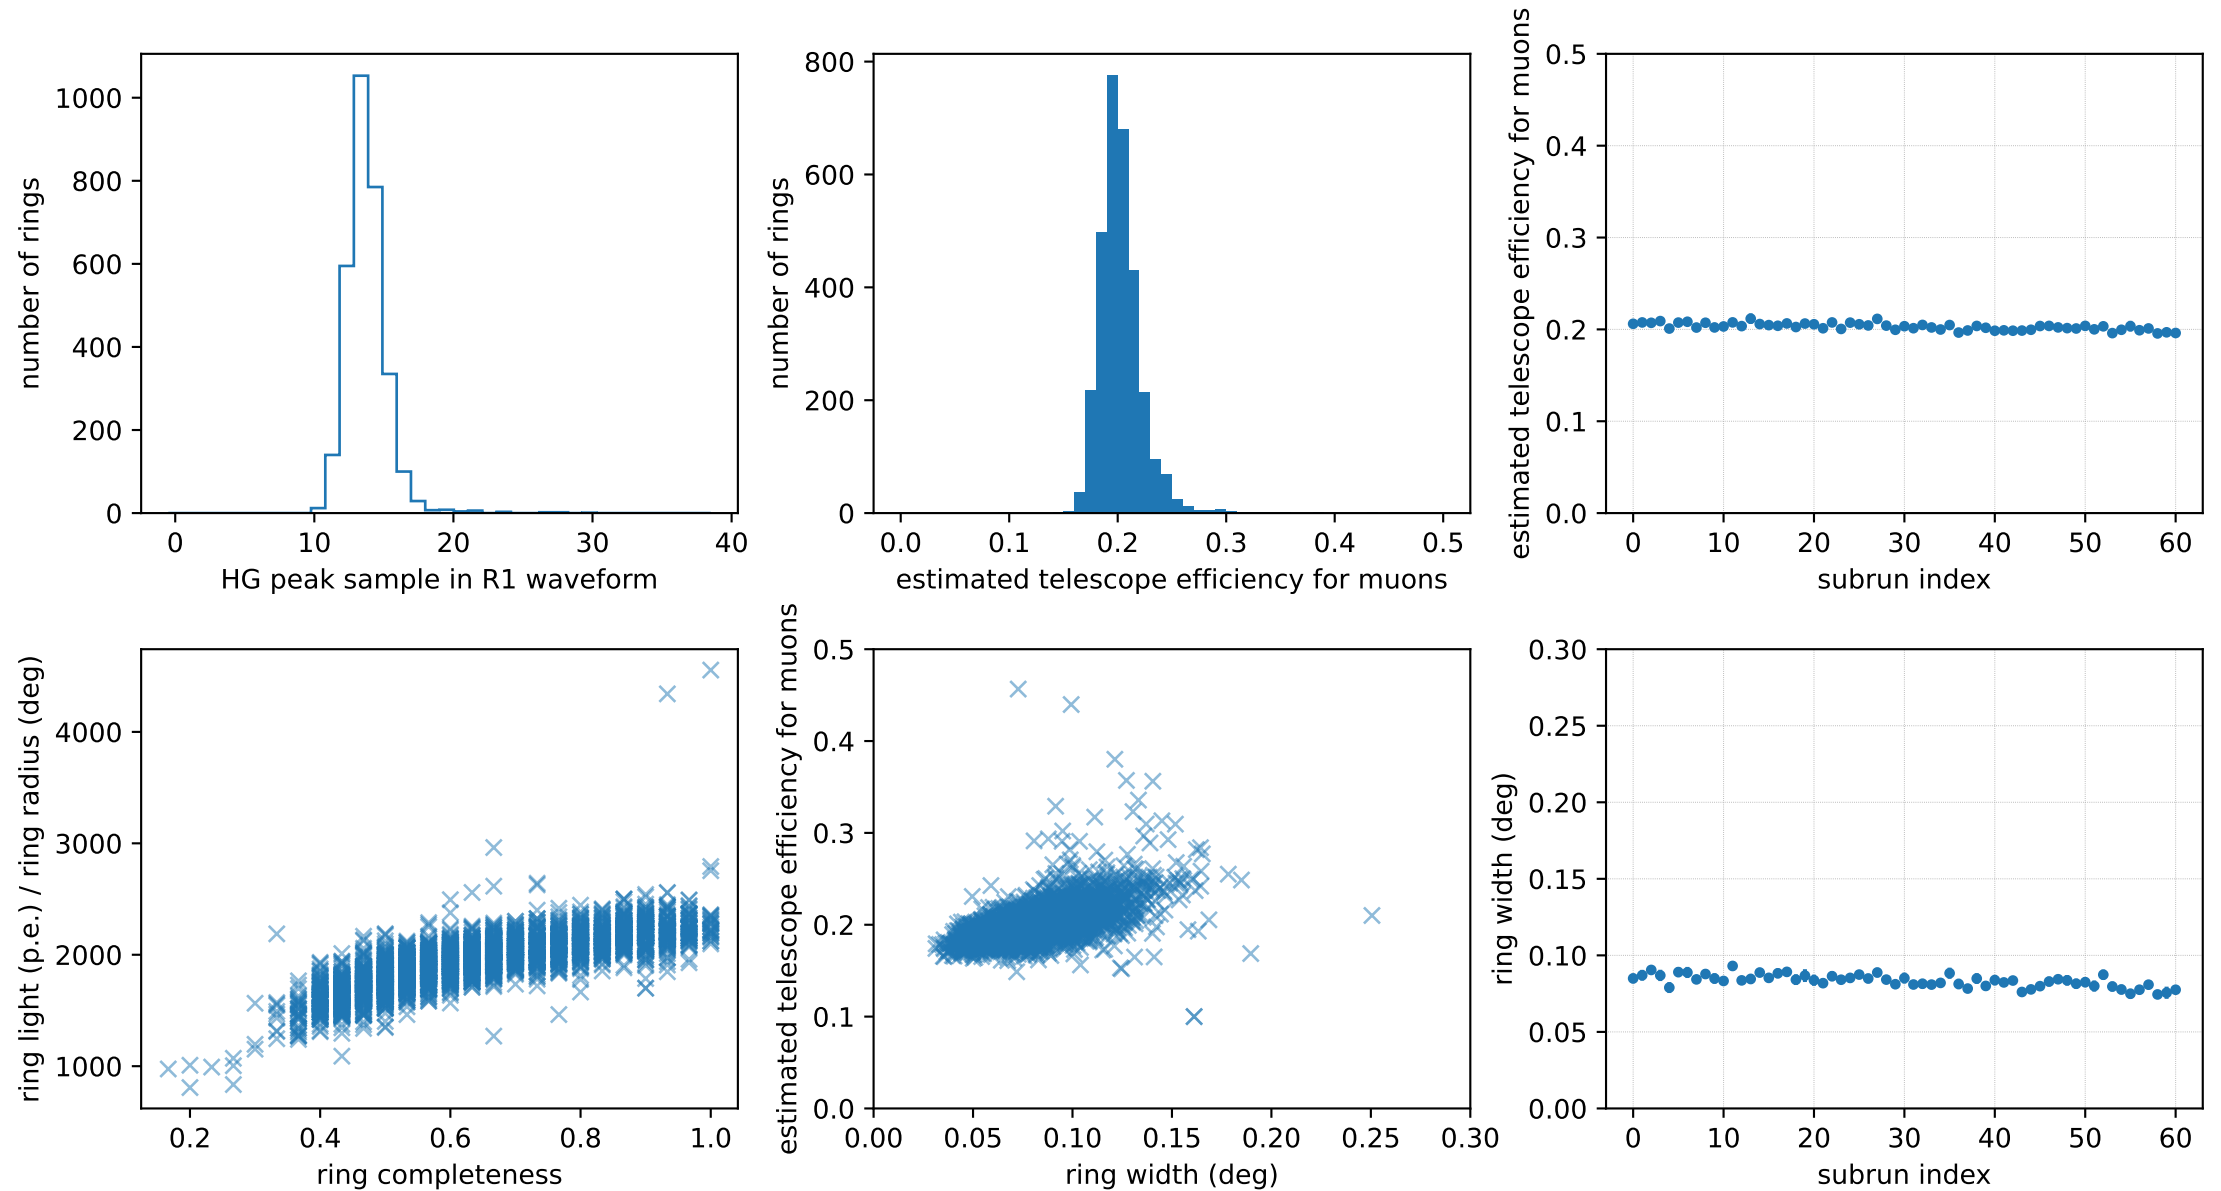 number of rings
1000
800
600
400
200
0
0 10 20 30 40
HG peak sample in R1 waveform
number of rings
800
600
400
200
0
0.0 0.1 0.2 0.3 0.4 0.5
estimated telescope efficiency for muons
estimated telescope efficiency for muons
0.5
0.4
0.3
0.2
0.1
0.0
0 10 20 30 40 50 60
subrun index
ring light (p.e.) / ring radius (deg)
4000
3000
2000
1000
0.2 0.4 0.6 0.8 1.0
ring completeness
estimated telescope efficiency for muons
0.5
0.4
0.3
0.2
0.1
0.0
0.00 0.05 0.10 0.15 0.20 0.25 0.30
ring width (deg)
ring width (deg)
0.30
0.25
0.20
0.15
0.10
0.05
0.00
0 10 20 30 40 50 60
subrun index